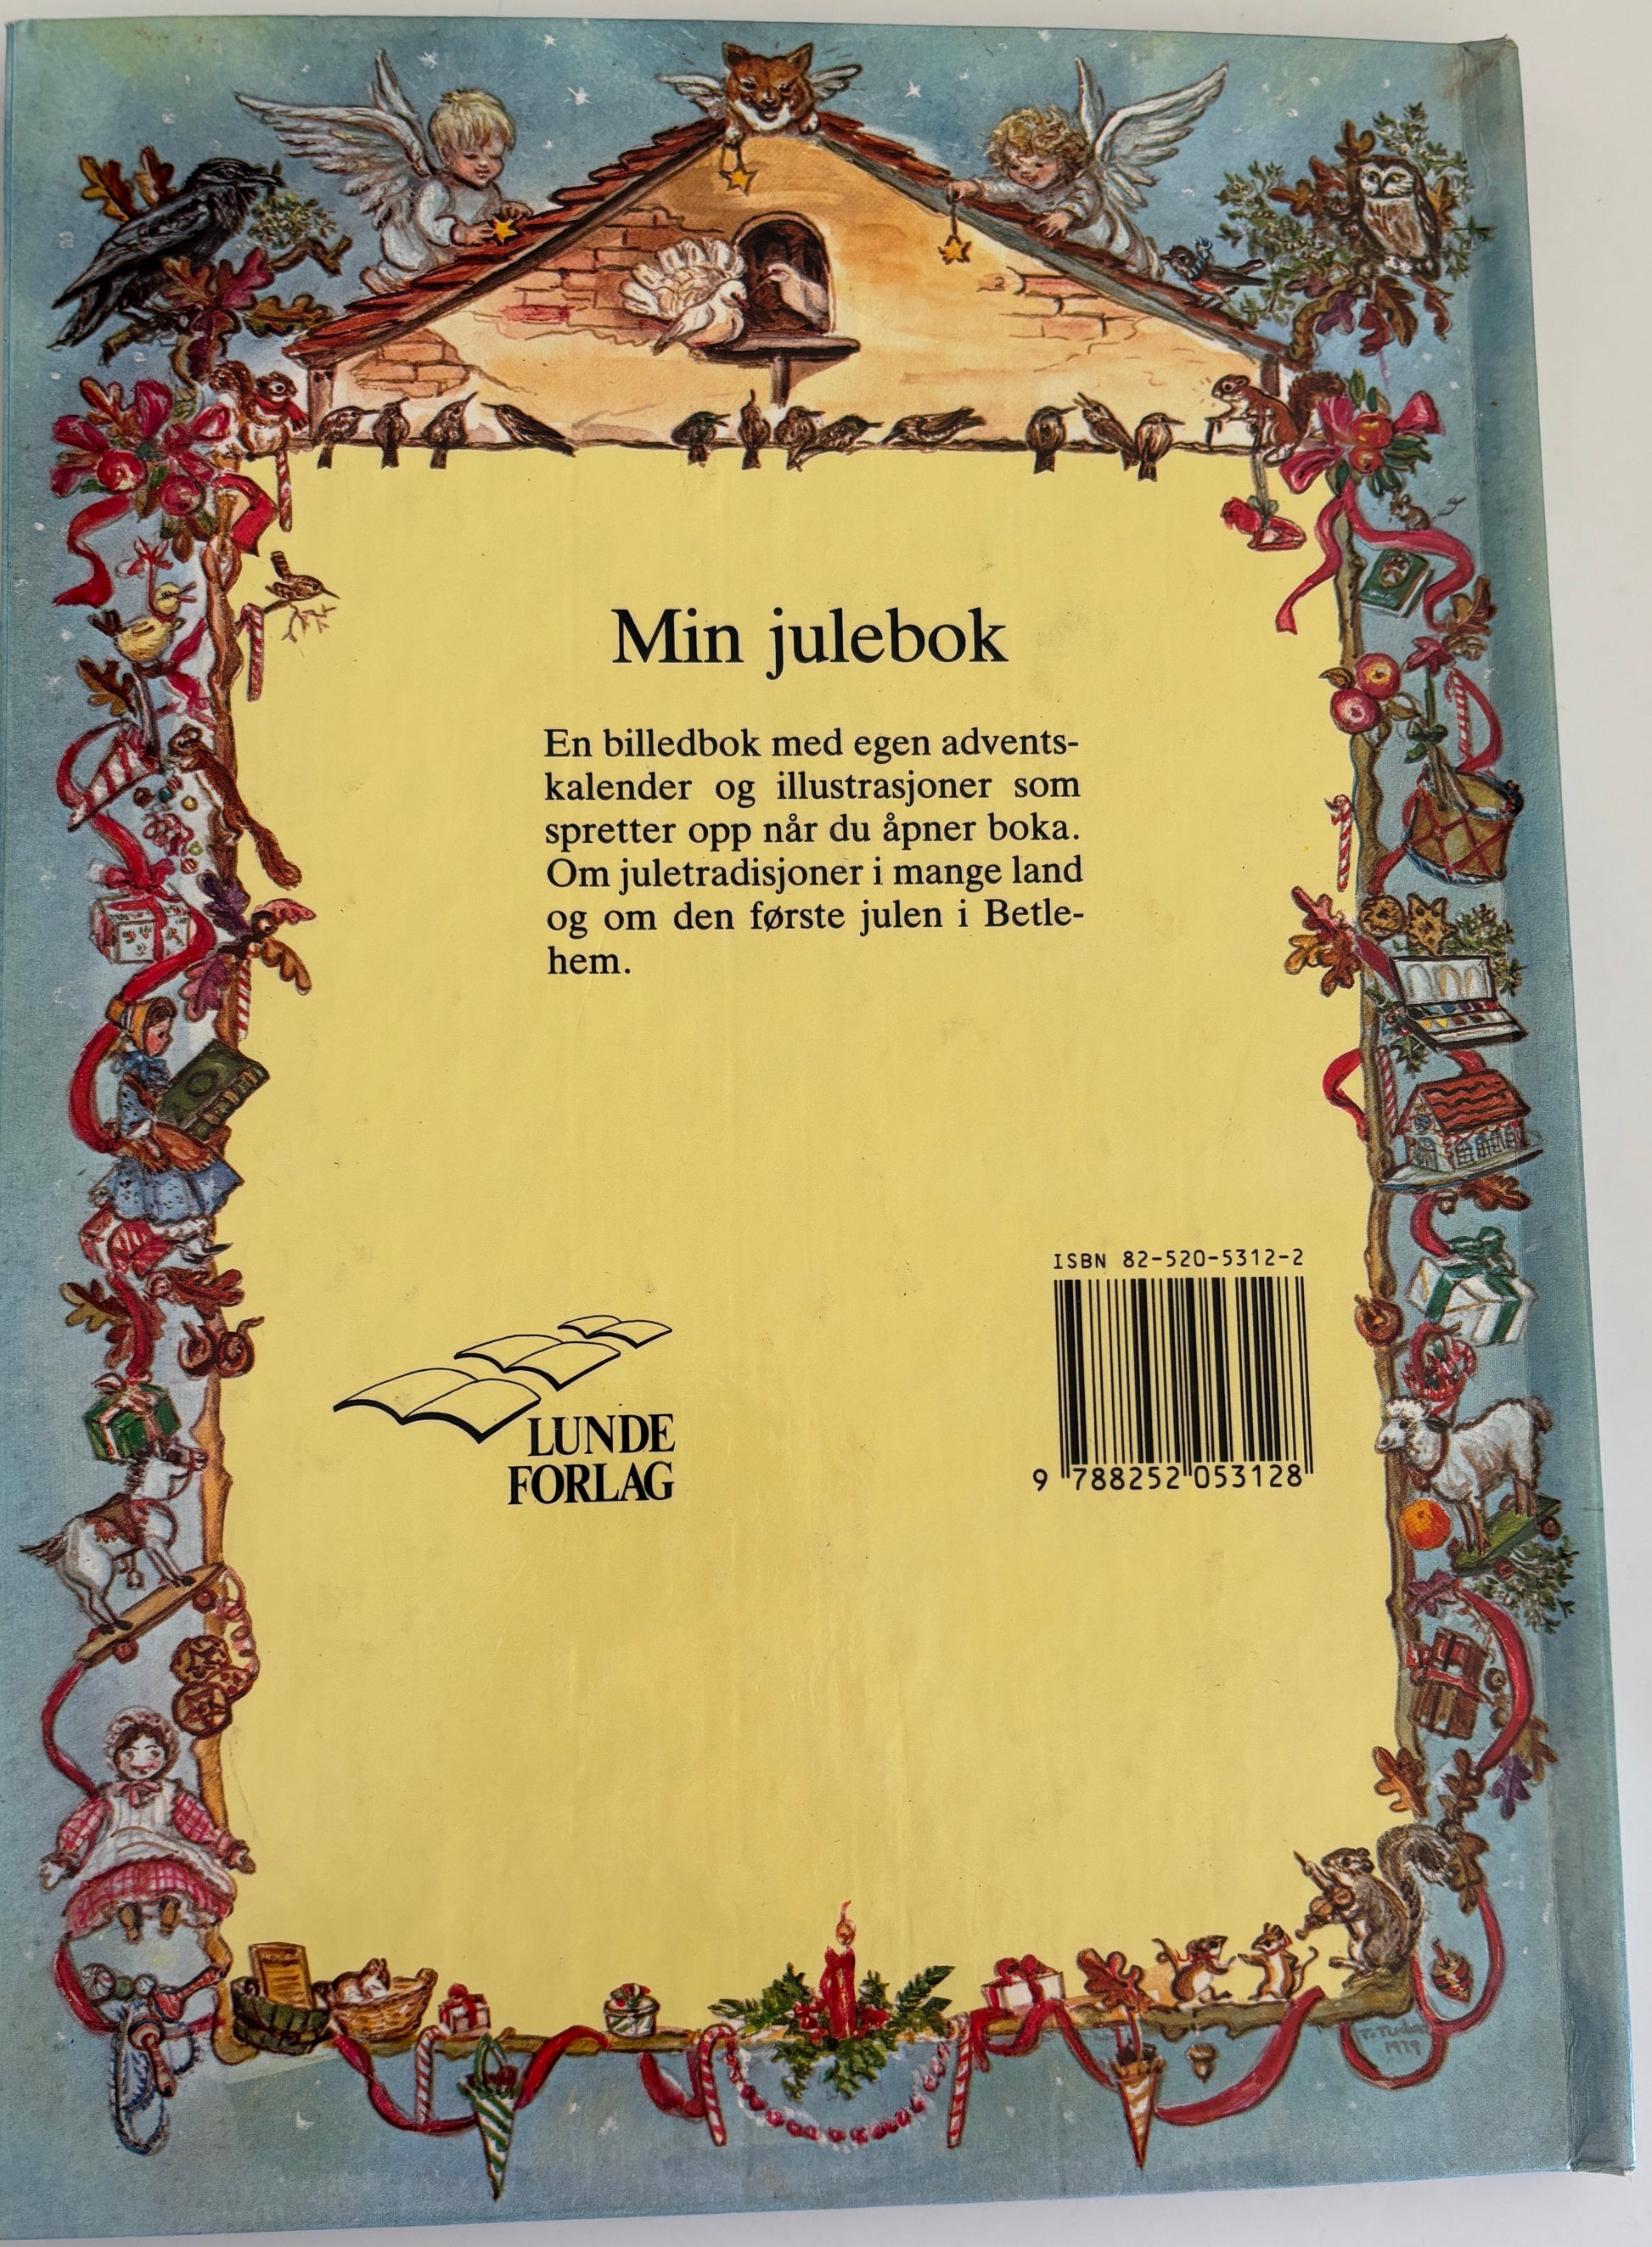 Min julebok
En billedbok med egen advents-
kalender og illustrasjoner som
spretter opp når du åpner boka.
Om juletradisjoner i mange land
og om den første julen i Betle-
hem.
ISBN 82-520-5312-2
9 788252 053128
LUNDE
FORLAG
1979